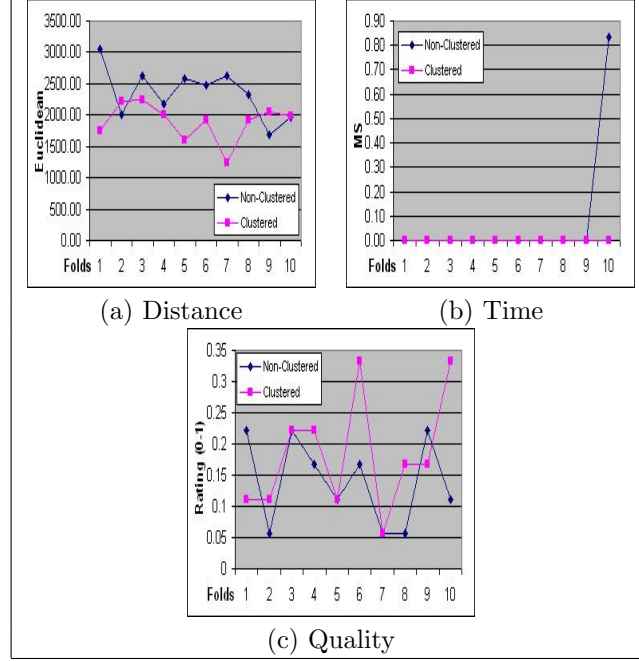 3500.00
3000.00
2500.00
2000.00
1500.00
1000.00
500.00
0.00
Euclidean
Non-Clustered
Clustered
Folds 1 2 3 4 5 6 7 8 9 10
(a) Distance
0.90
0.80
0.70
0.60
0.50
0.40
0.30
0.20
0.10
0.00
MS
Non-Clustered
Clustered
Folds 1 2 3 4 5 6 7 8 9 10
(b) Time
0.35
0.3
0.25
0.2
0.15
0.1
0.05
0
Rating (0-1)
Non-Clustered
Clustered
Folds 1 2 3 4 5 6 7 8 9 10
(c) Quality